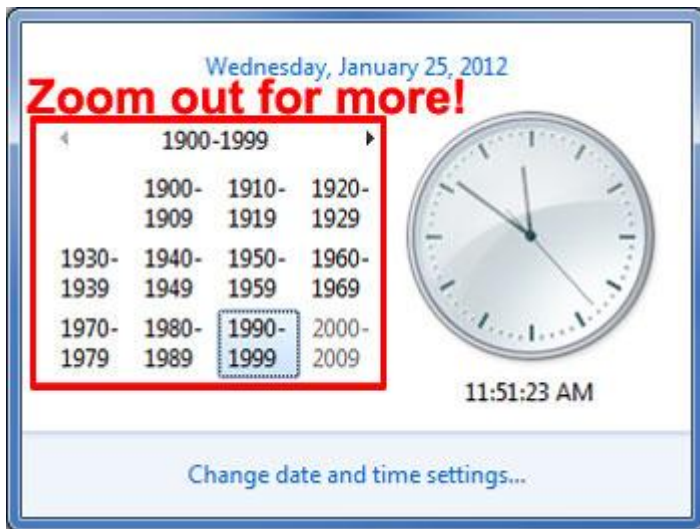 Wednesday, January 25, 2012
Zoom out for more!
1900-1999
1900- 1910- 1920-
1909 1919 1929
1930- 1940- 1950- 1960-
1939 1949 1959 1969
1970- 1980- 1990- 2000-
1979 1989 1999 2009
11:51:23 AM
Change date and time settings...